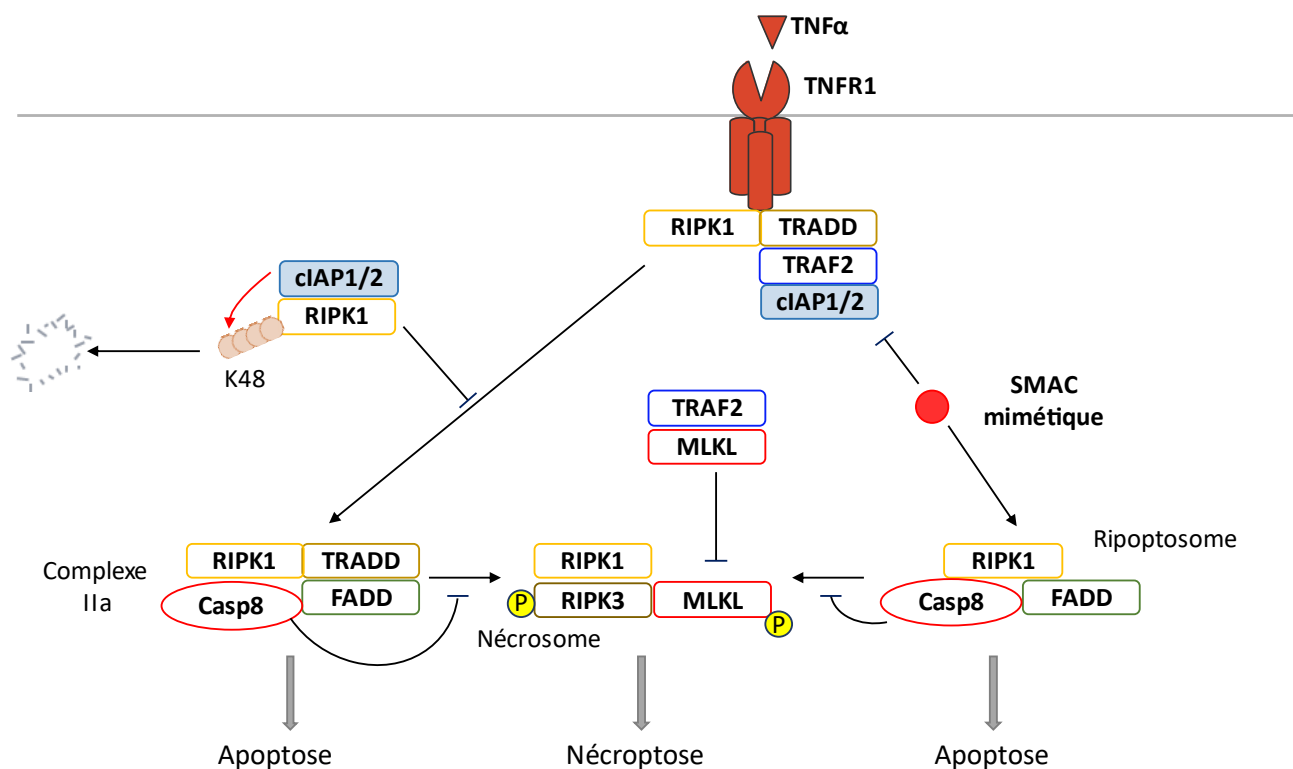 TNFα
TNFR1
RIPK1
TRADD
TRAF2
cIAP1/2
cIAP1/2
RIPK1
K48
SMAC
mimétique
TRAF2
MLKL
Complexe
IIa
RIPK1
TRADD
Casp8
FADD
RIPK1
P
RIPK3
MLKL
P
Nécrosome
Ripoptosome
RIPK1
Casp8
FADD
Apoptose
Nécroptose
Apoptose